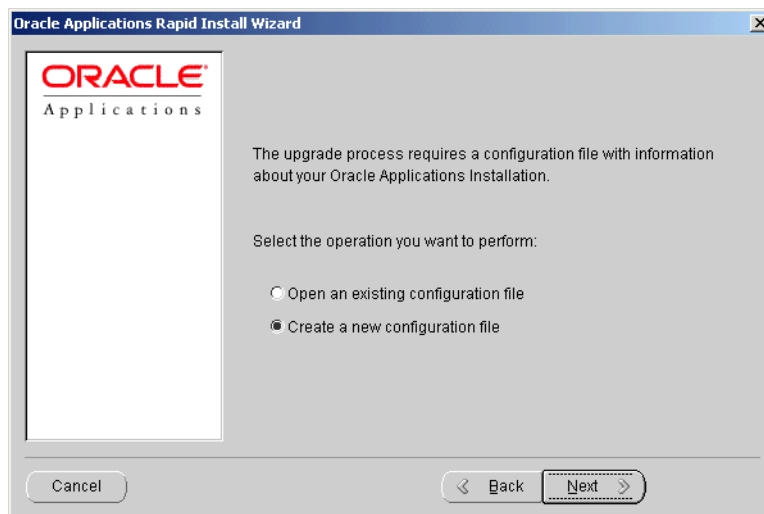 Oracle Applications Rapid Install Wizard
ORACLE
Applications
The upgrade process requires a configuration file with information
about your Oracle Applications Installation.
Select the operation you want to perform:
Open an existing configuration file
Create a new configuration file
Cancel
Back
Next